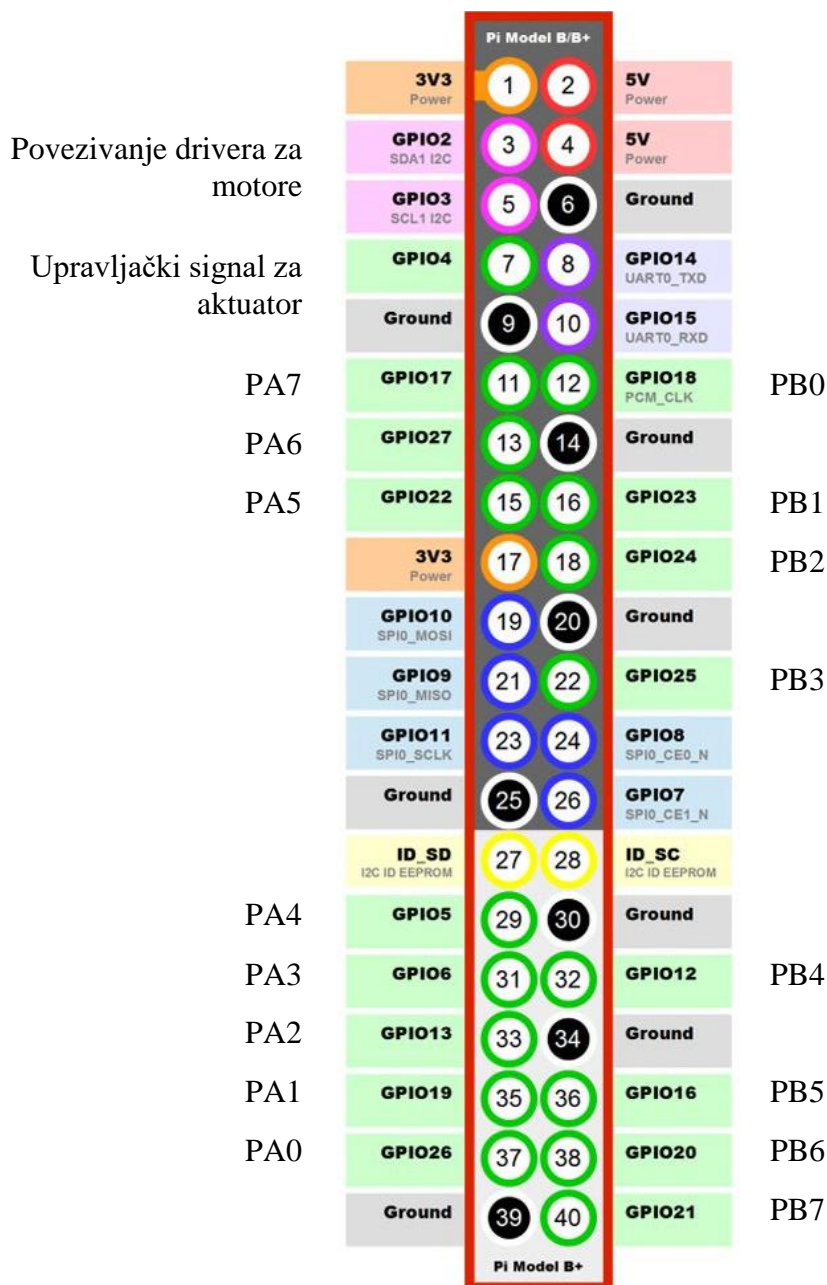 Pi Model B/B+
3V3 1 2 5V
Power Power
Povezivanje drivera za
motore
GPIO2 3 4 5V
SDA1 I2C Power
GPIO3 5 6 Ground
SCL1 I2C
Upravljački signal za
aktuator
GPIO4 7 8 GPIO14
UART0_TXD
Ground 9 10 GPIO15
UART0_RXD
PA7 GPIO17 11 12 GPIO18 PB0
PCM_CLK
PA6 GPIO27 13 14 Ground
PA5 GPIO22 15 16 GPIO23 PB1
3V3 17 18 GPIO24 PB2
Power
GPIO10 19 20 Ground
SPI0_MOSI
GPIO9 21 22 GPIO25 PB3
SPI0_MISO
GPIO11 23 24 GPIO8
SPI0_SCLK SPI0_CE0_N
Ground 25 26 GPIO7
SPI0_CE1_N
ID_SD 27 28 ID_SC
I2C ID EEPROM I2C ID EEPROM
PA4 GPIO5 29 30 Ground
PA3 GPIO6 31 32 GPIO12 PB4
PA2 GPIO13 33 34 Ground
PA1 GPIO19 35 36 GPIO16 PB5
PA0 GPIO26 37 38 GPIO20 PB6
Ground 39 40 GPIO21 PB7
Pi Model B+